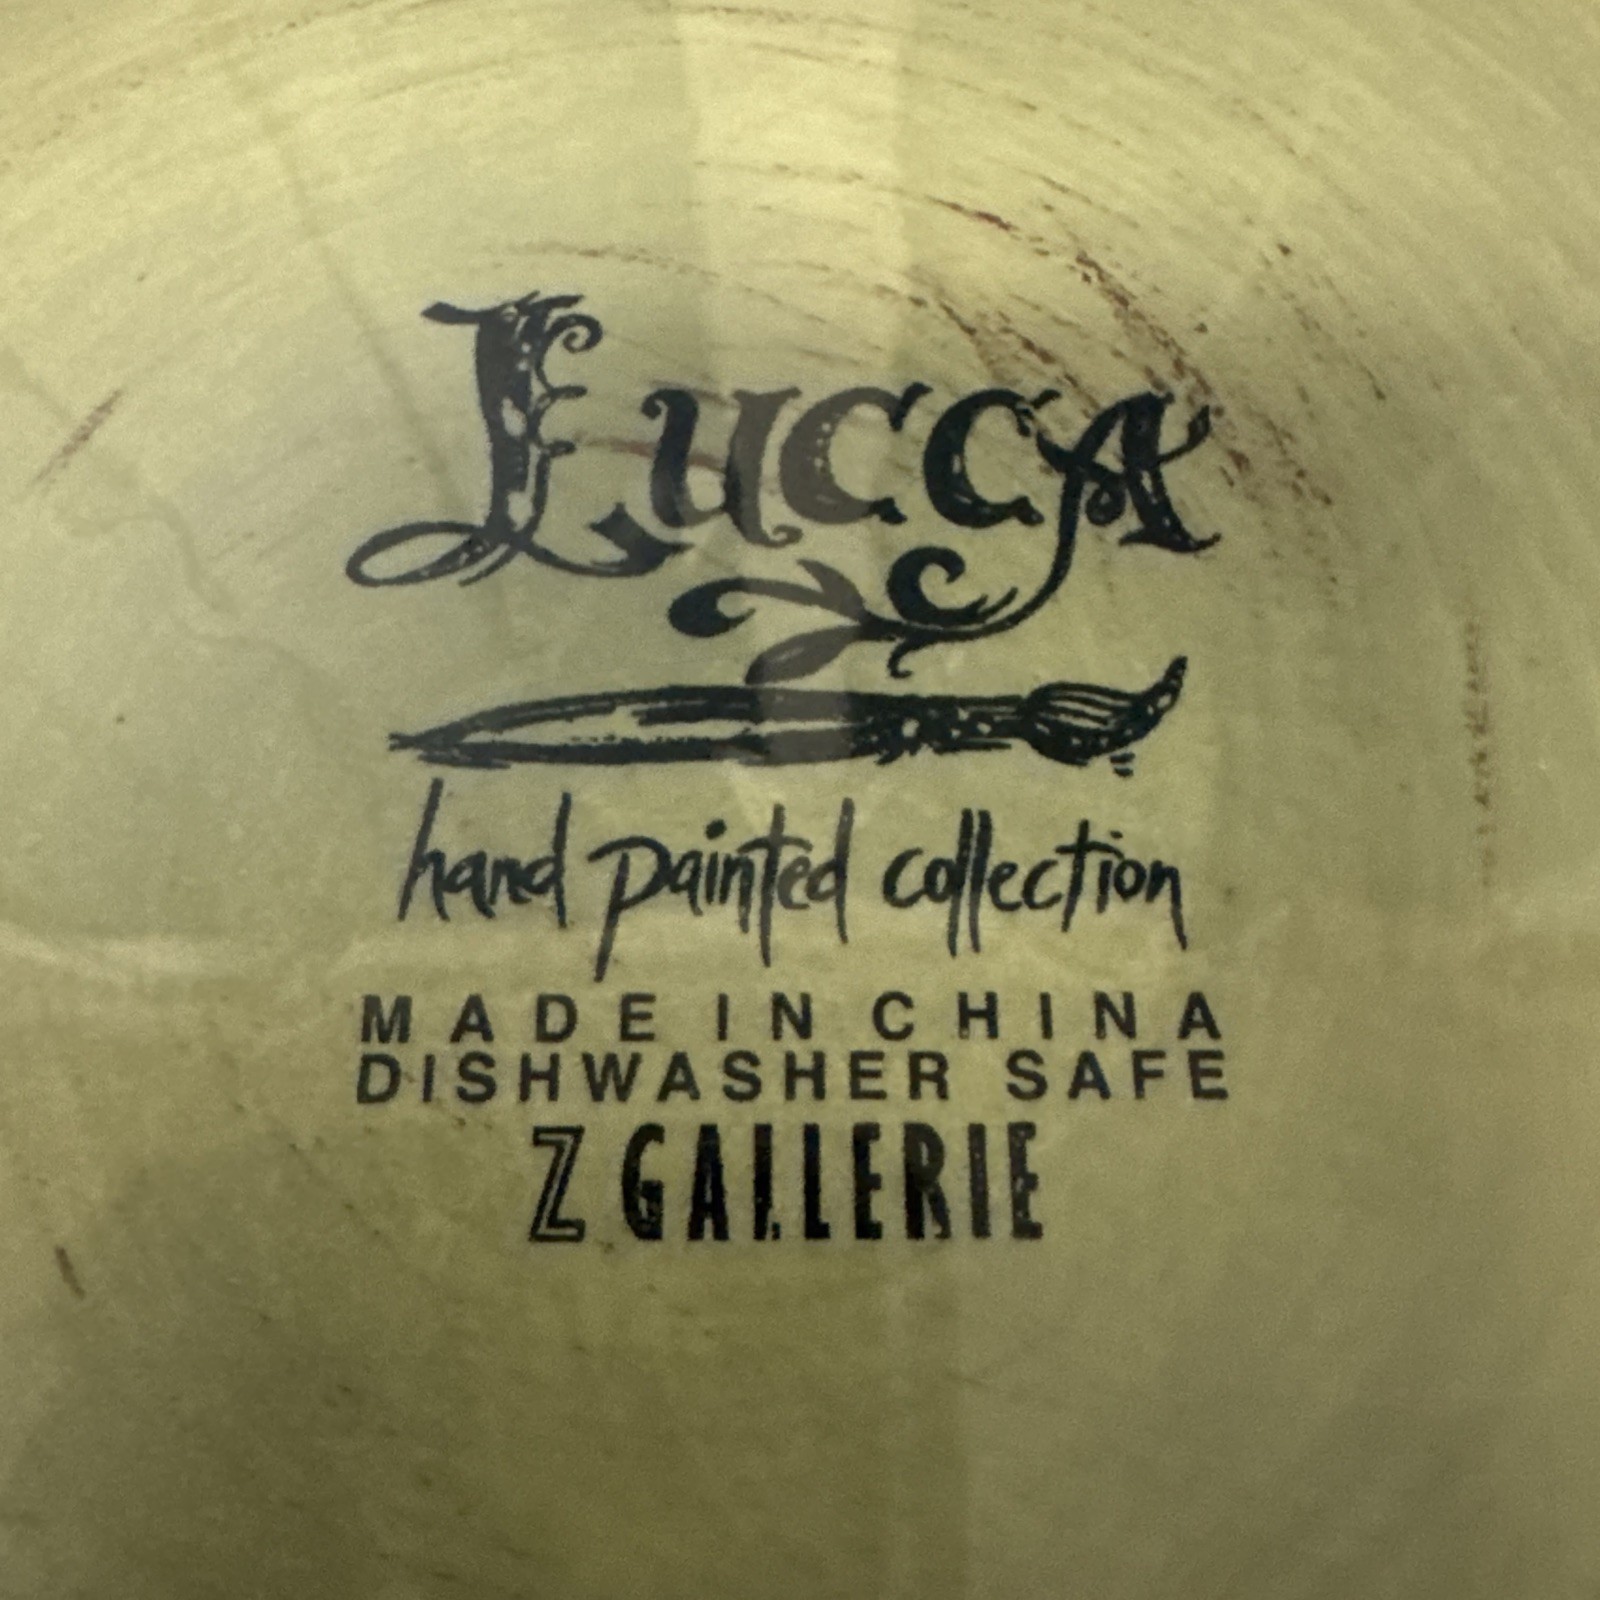 Lucca
hand painted collection
MADE IN CHINA
DISHWASHER SAFE
Z GALLERIE